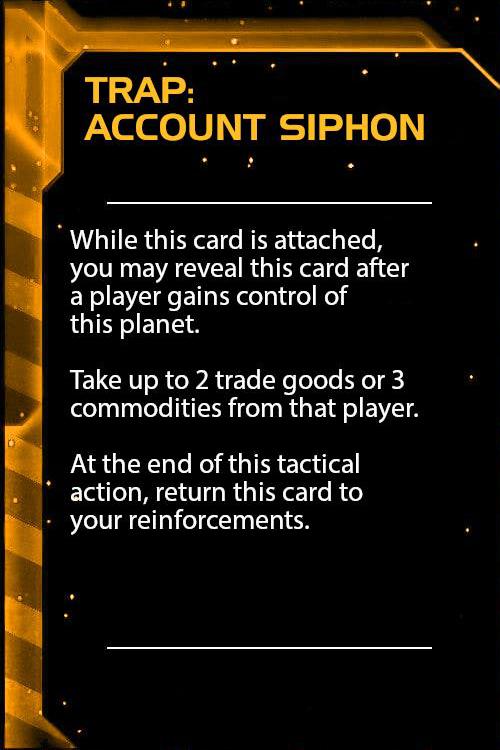 TRAP:
ACCOUNT SIPHON
While this card is attached,
you may reveal this card after
a player gains control of
this planet.
Take up to 2 trade goods or 3
commodities from that player.
At the end of this tactical
action, return this card to
your reinforcements.